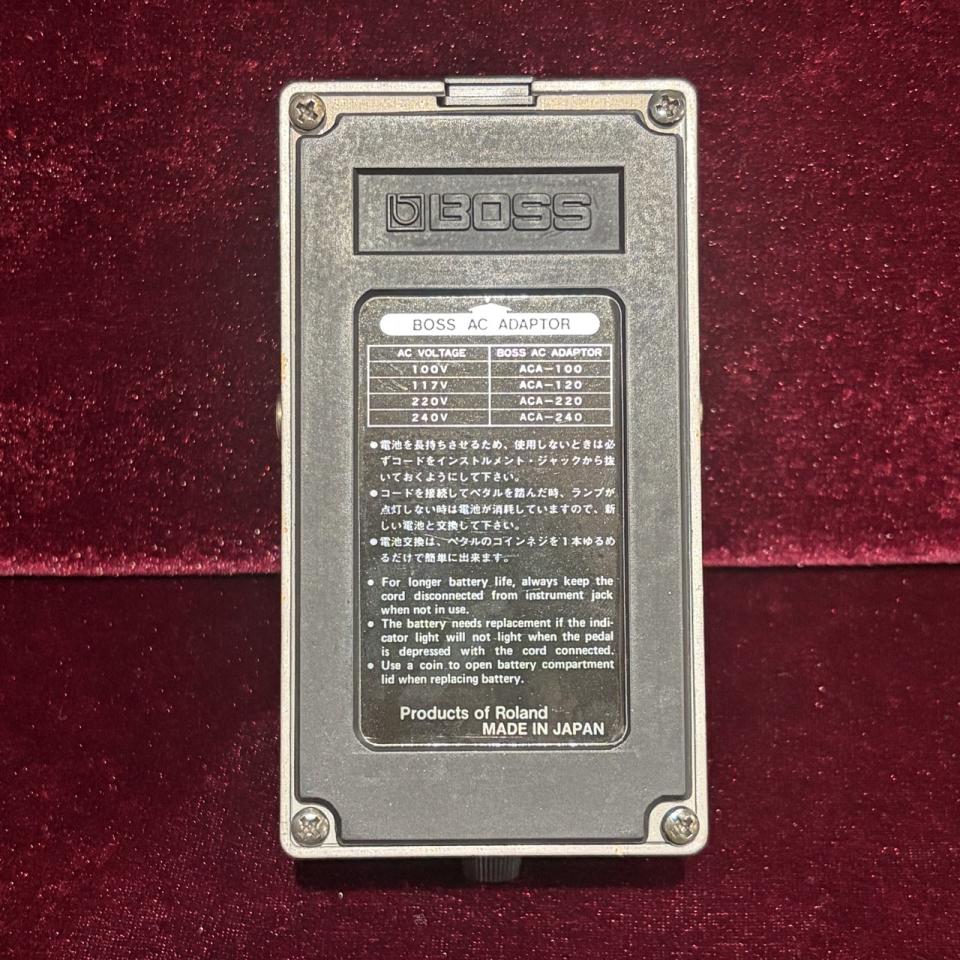 BOSS
BOSS AC ADAPTOR
AC VOLTAGE BOSS AC ADAPTOR
100V ACA-100
117V ACA-120
220V ACA-220
240V ACA-240
●電池を長持ちさせるため、使用しないときは必
ずコードをインストルメント・ジャックから抜
いておくようにして下さい。
●コードを接続してペタルを踏んだ時、ランプが
点灯しない時は電池が消耗していますので、新
しい電池と交換して下さい。
●電池交換は、ペタルのコインネジを1本ゆるめ
るだけで簡単に出来ます。
● For longer battery life, always keep the
cord disconnected from instrument jack
when not in use.
● The battery needs replacement if the indi-
cator light will not light when the pedal
is depressed with the cord connected.
● Use a coin to open battery compartment
lid when replacing battery.
Products of Roland
MADE IN JAPAN